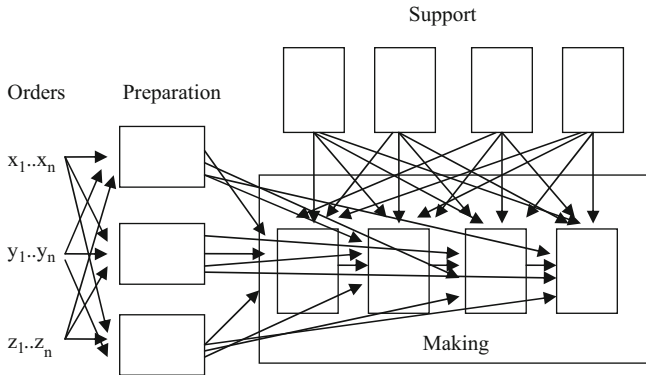 Support
Orders
Preparation
x₁..xₙ
y₁..yₙ
z₁..zₙ
Making